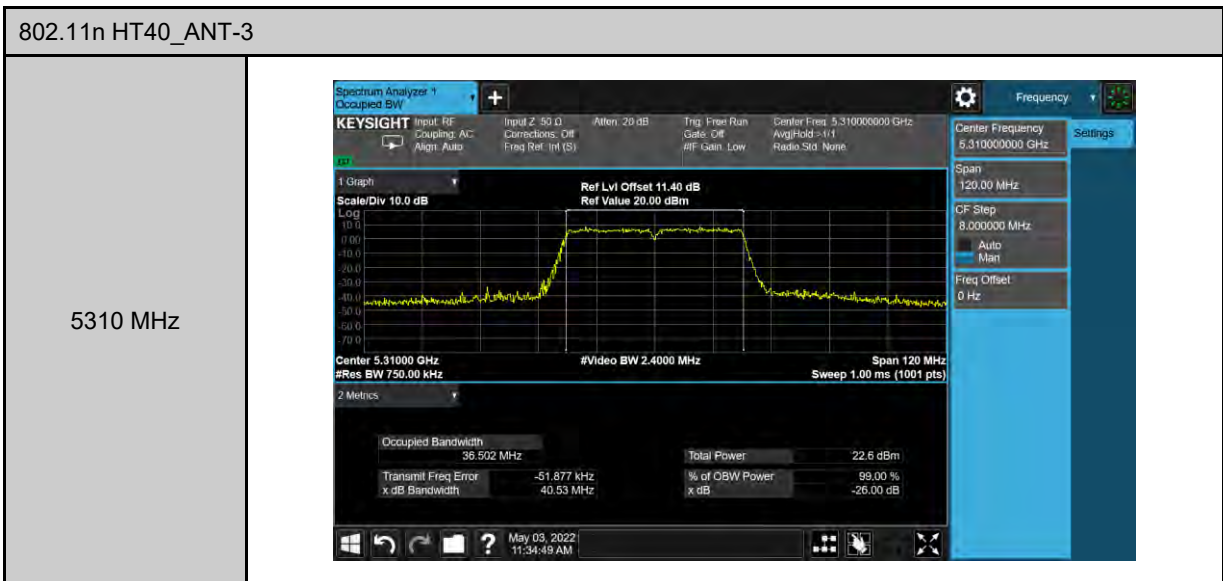 802.11n HT40_ANT-3
5310 MHz
Spectrum Analyzer 1
Occupied BW
+
Frequency
KEYSIGHT
Input: RF
Coupling: AC
Align: Auto
Input Z: 50 Ω
Corrections: Off
Freq Ref: Int (S)
Atten: 20 dB
Trig: Free Run
Gate: Off
#IF Gain: Low
Center Freq: 5.310000000 GHz
Avg|Hold:>1/1
Radio Std: None
Center Frequency
5.310000000 GHz
Settings
Span
120.00 MHz
CF Step
8.000000 MHz
Auto
Man
Freq Offset
0 Hz
1 Graph
Scale/Div 10.0 dB
Ref Lvl Offset 11.40 dB
Ref Value 20.00 dBm
Log
10.0
0.00
-10.0
-20.0
-30.0
-40.0
-50.0
-60.0
-70.0
Center 5.31000 GHz
#Res BW 750.00 kHz
#Video BW 2.4000 MHz
Span 120 MHz
Sweep 1.00 ms (1001 pts)
2 Metrics
Occupied Bandwidth
36.502 MHz
Total Power 22.6 dBm
Transmit Freq Error -51.877 kHz
% of OBW Power 99.00 %
x dB Bandwidth 40.53 MHz
x dB -26.00 dB
?
May 03, 2022
11:34:49 AM